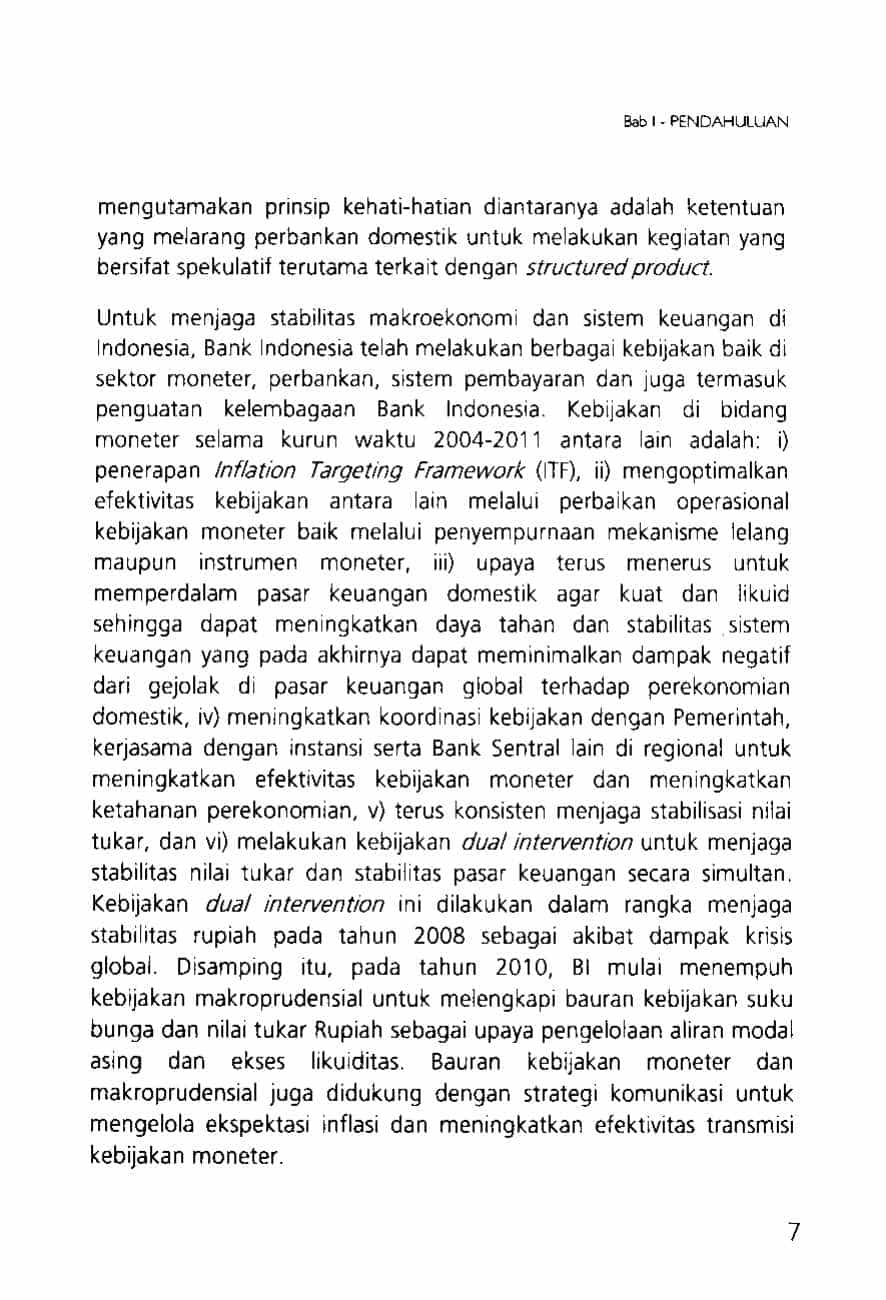 Bab I - PENDAHULUAN
mengutamakan prinsip kehati-hatian diantaranya adalah ketentuan
yang melarang perbankan domestik untuk melakukan kegiatan yang
bersifat spekulatif terutama terkait dengan structured product.
Untuk menjaga stabilitas makroekonomi dan sistem keuangan di
Indonesia, Bank Indonesia telah melakukan berbagai kebijakan baik di
sektor moneter, perbankan, sistem pembayaran dan juga termasuk
penguatan kelembagaan Bank Indonesia. Kebijakan di bidang
moneter selama kurun waktu 2004-2011 antara lain adalah: i)
penerapan Inflation Targeting Framework (ITF), ii) mengoptimalkan
efektivitas kebijakan antara lain melalui perbaikan operasional
kebijakan moneter baik melalui penyempurnaan mekanisme lelang
maupun instrumen moneter, iii) upaya terus menerus untuk
memperdalam pasar keuangan domestik agar kuat dan likuid
sehingga dapat meningkatkan daya tahan dan stabilitas sistem
keuangan yang pada akhirnya dapat meminimalkan dampak negatif
dari gejolak di pasar keuangan global terhadap perekonomian
domestik, iv) meningkatkan koordinasi kebijakan dengan Pemerintah,
kerjasama dengan instansi serta Bank Sentral lain di regional untuk
meningkatkan efektivitas kebijakan moneter dan meningkatkan
ketahanan perekonomian, v) terus konsisten menjaga stabilisasi nilai
tukar, dan vi) melakukan kebijakan dual intervention untuk menjaga
stabilitas nilai tukar dan stabilitas pasar keuangan secara simultan.
Kebijakan dual intervention ini dilakukan dalam rangka menjaga
stabilitas rupiah pada tahun 2008 sebagai akibat dampak krisis
global. Disamping itu, pada tahun 2010, BI mulai menempuh
kebijakan makroprudensial untuk melengkapi bauran kebijakan suku
bunga dan nilai tukar Rupiah sebagai upaya pengelolaan aliran modal
asing dan ekses likuiditas. Bauran kebijakan moneter dan
makroprudensial juga didukung dengan strategi komunikasi untuk
mengelola ekspektasi inflasi dan meningkatkan efektivitas transmisi
kebijakan moneter.
7